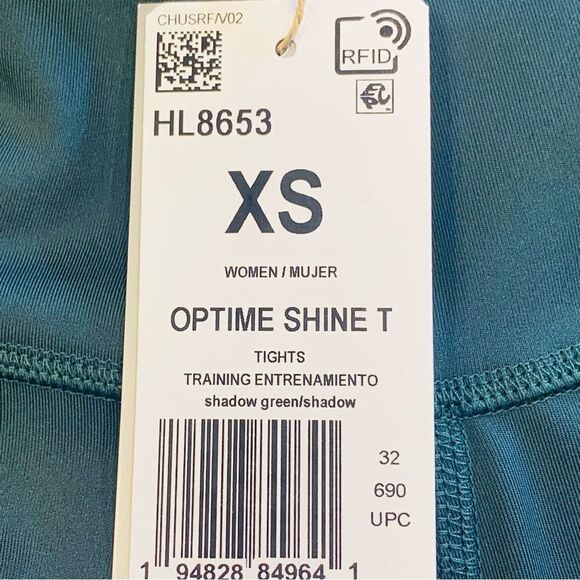 CHUSRF/V02
RFID
EPC
HL8653
XS
WOMEN / MUJER
OPTIME SHINE T
TIGHTS
TRAINING ENTRENAMIENTO
shadow green/shadow
32
690
UPC
1 94828 84964 1